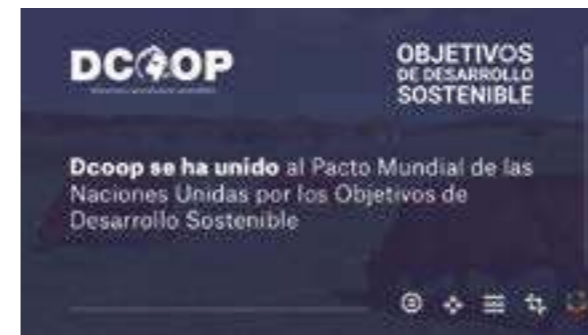 DCOOP
OBJETIVOS
DE DESARROLLO
SOSTENIBLE
Dcoop se ha unido al Pacto Mundial de las
Naciones Unidas por los Objetivos de
Desarrollo Sostenible